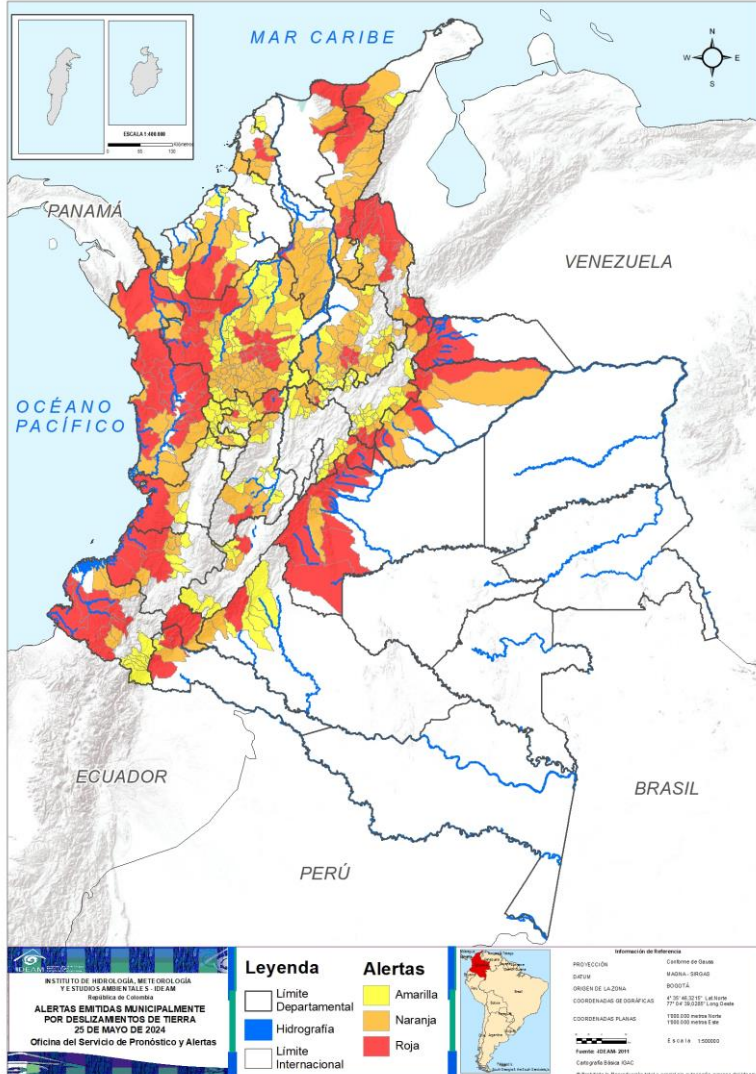 MAR CARIBE
N
W
E
S
ESCALA 1:400.000
PANAMÁ
VENEZUELA
OCÉANO
PACÍFICO
ECUADOR
BRASIL
PERÚ
IDEAM
INSTITUTO DE HIDROLOGÍA, METEOROLOGÍA
Y ESTUDIOS AMBIENTALES - IDEAM
República de Colombia
ALERTAS EMITIDAS MUNICIPALMENTE
POR DESLIZAMIENTOS DE TIERRA
25 DE MAYO DE 2024
Oficina del Servicio de Pronóstico y Alertas
Leyenda
Límite
Departamental
Hidrografía
Límite
Internacional
Alertas
Amarilla
Naranja
Roja
Información de Referencia
PROYECCIÓN Conforme de Gauss
DATUM MAGNA - SIRGAS
ORIGEN DE LA ZONA BOGOTÁ
COORDENADAS GEOGRÁFICAS
COORDENADAS PLANAS
1'000.000 metros Norte
1'000.000 metros Este
Escala 1:500000
Fuente: IDEAM- 2011
Cartografía Básica IGAC